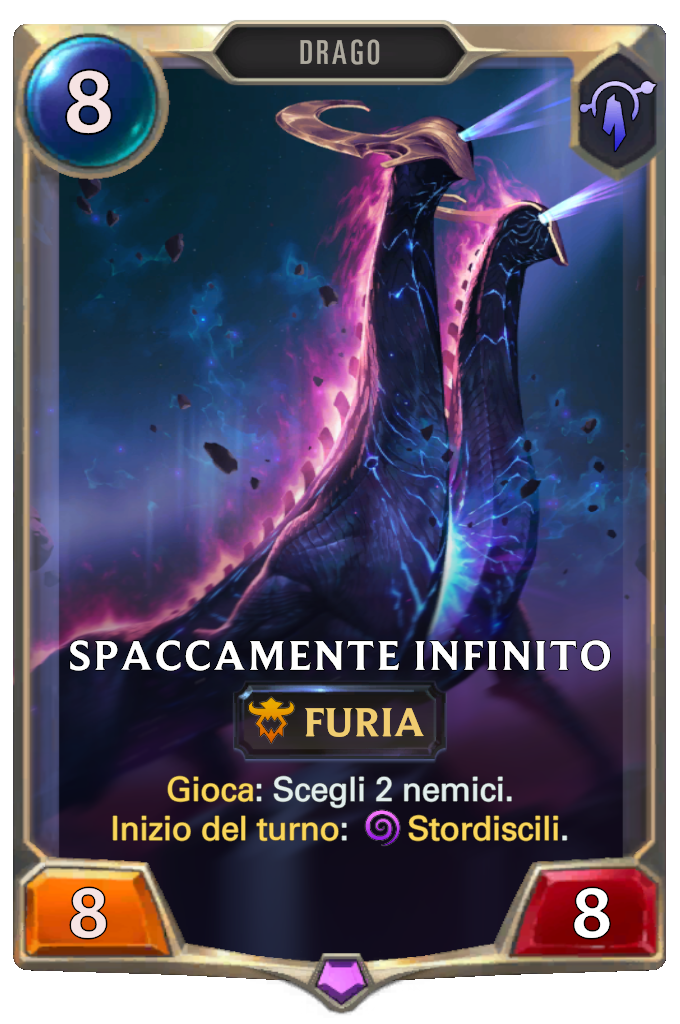 DRAGO
8
SPACCAMENTE INFINITO
FURIA
Gioca: Scegli 2 nemici.
Inizio del turno: Stordiscili.
8
8